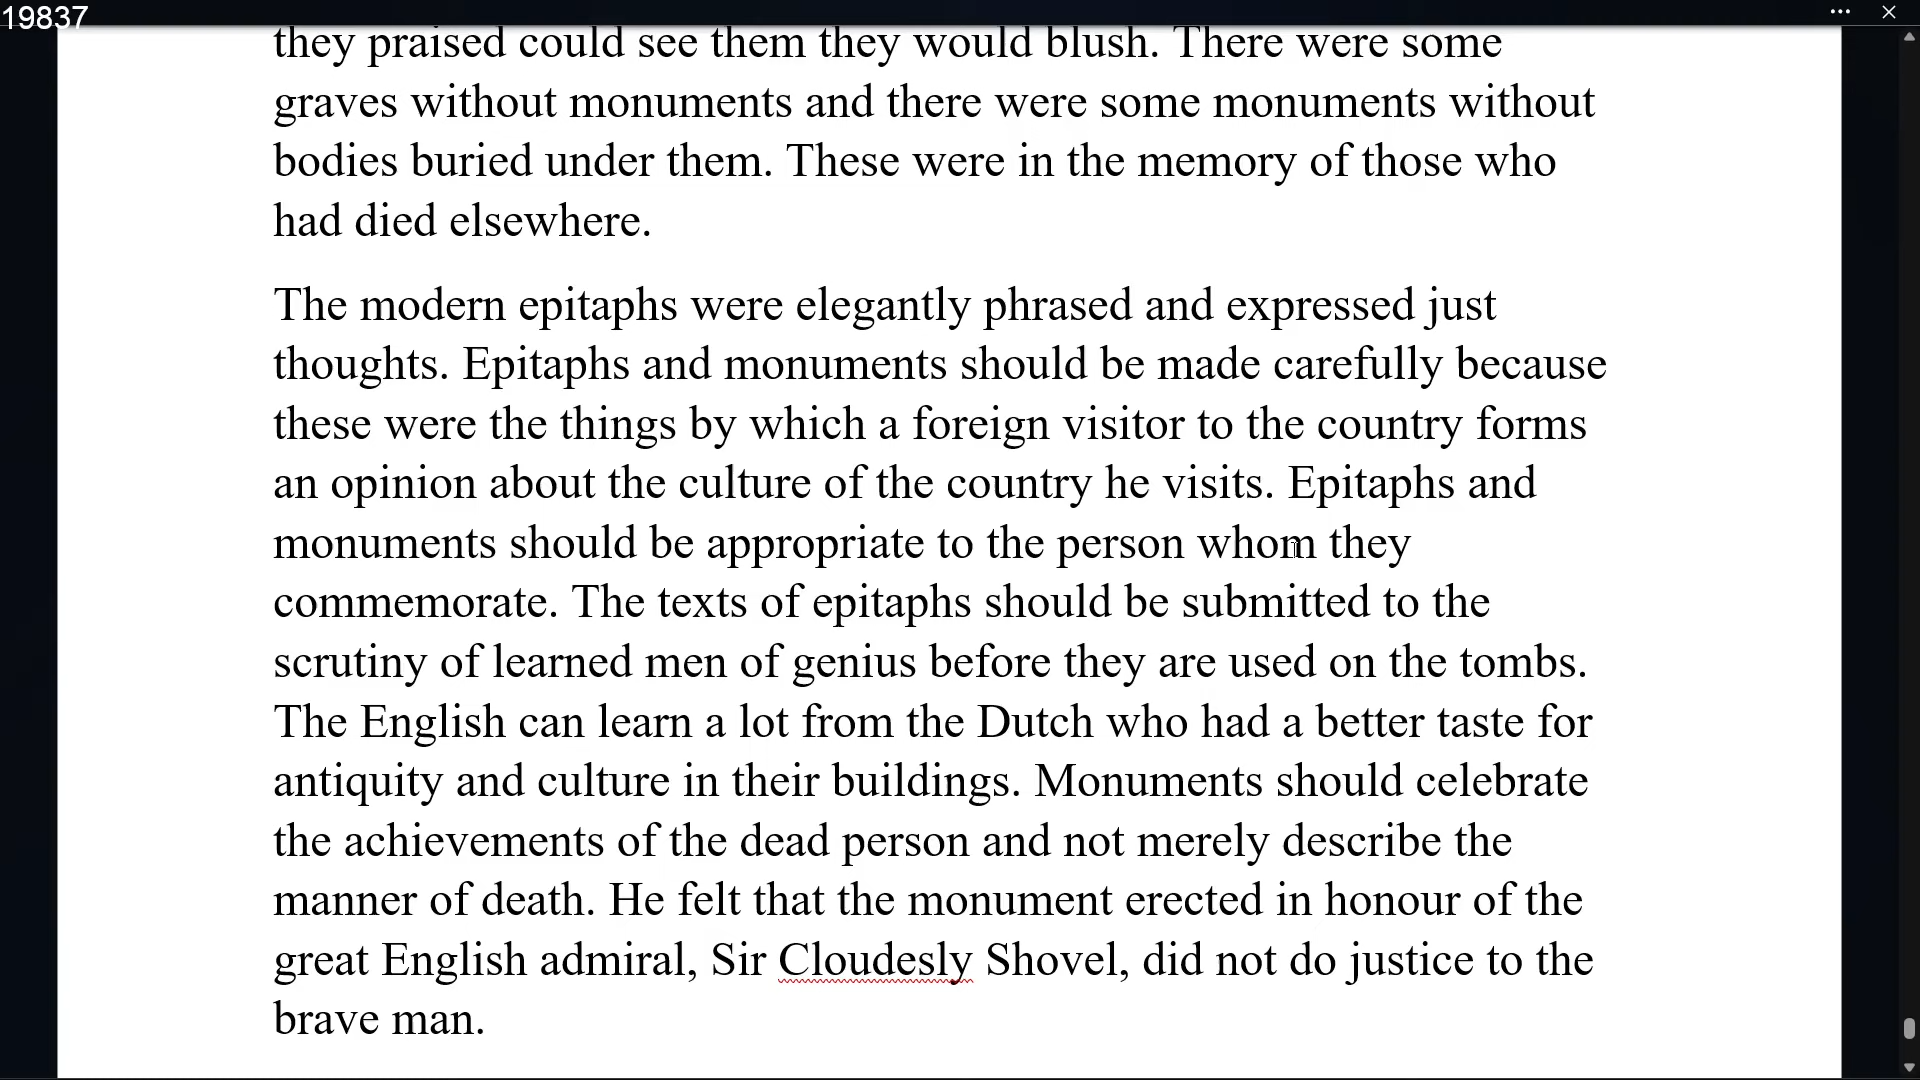 19837
they praised could see them they would blush. There were some
graves without monuments and there were some monuments without
bodies buried under them. These were in the memory of those who
had died elsewhere.
The modern epitaphs were elegantly phrased and expressed just
thoughts. Epitaphs and monuments should be made carefully because
these were the things by which a foreign visitor to the country forms
an opinion about the culture of the country he visits. Epitaphs and
monuments should be appropriate to the person whom they
commemorate. The texts of epitaphs should be submitted to the
scrutiny of learned men of genius before they are used on the tombs.
The English can learn a lot from the Dutch who had a better taste for
antiquity and culture in their buildings. Monuments should celebrate
the achievements of the dead person and not merely describe the
manner of death. He felt that the monument erected in honour of the
great English admiral, Sir Cloudesly Shovel, did not do justice to the
brave man.